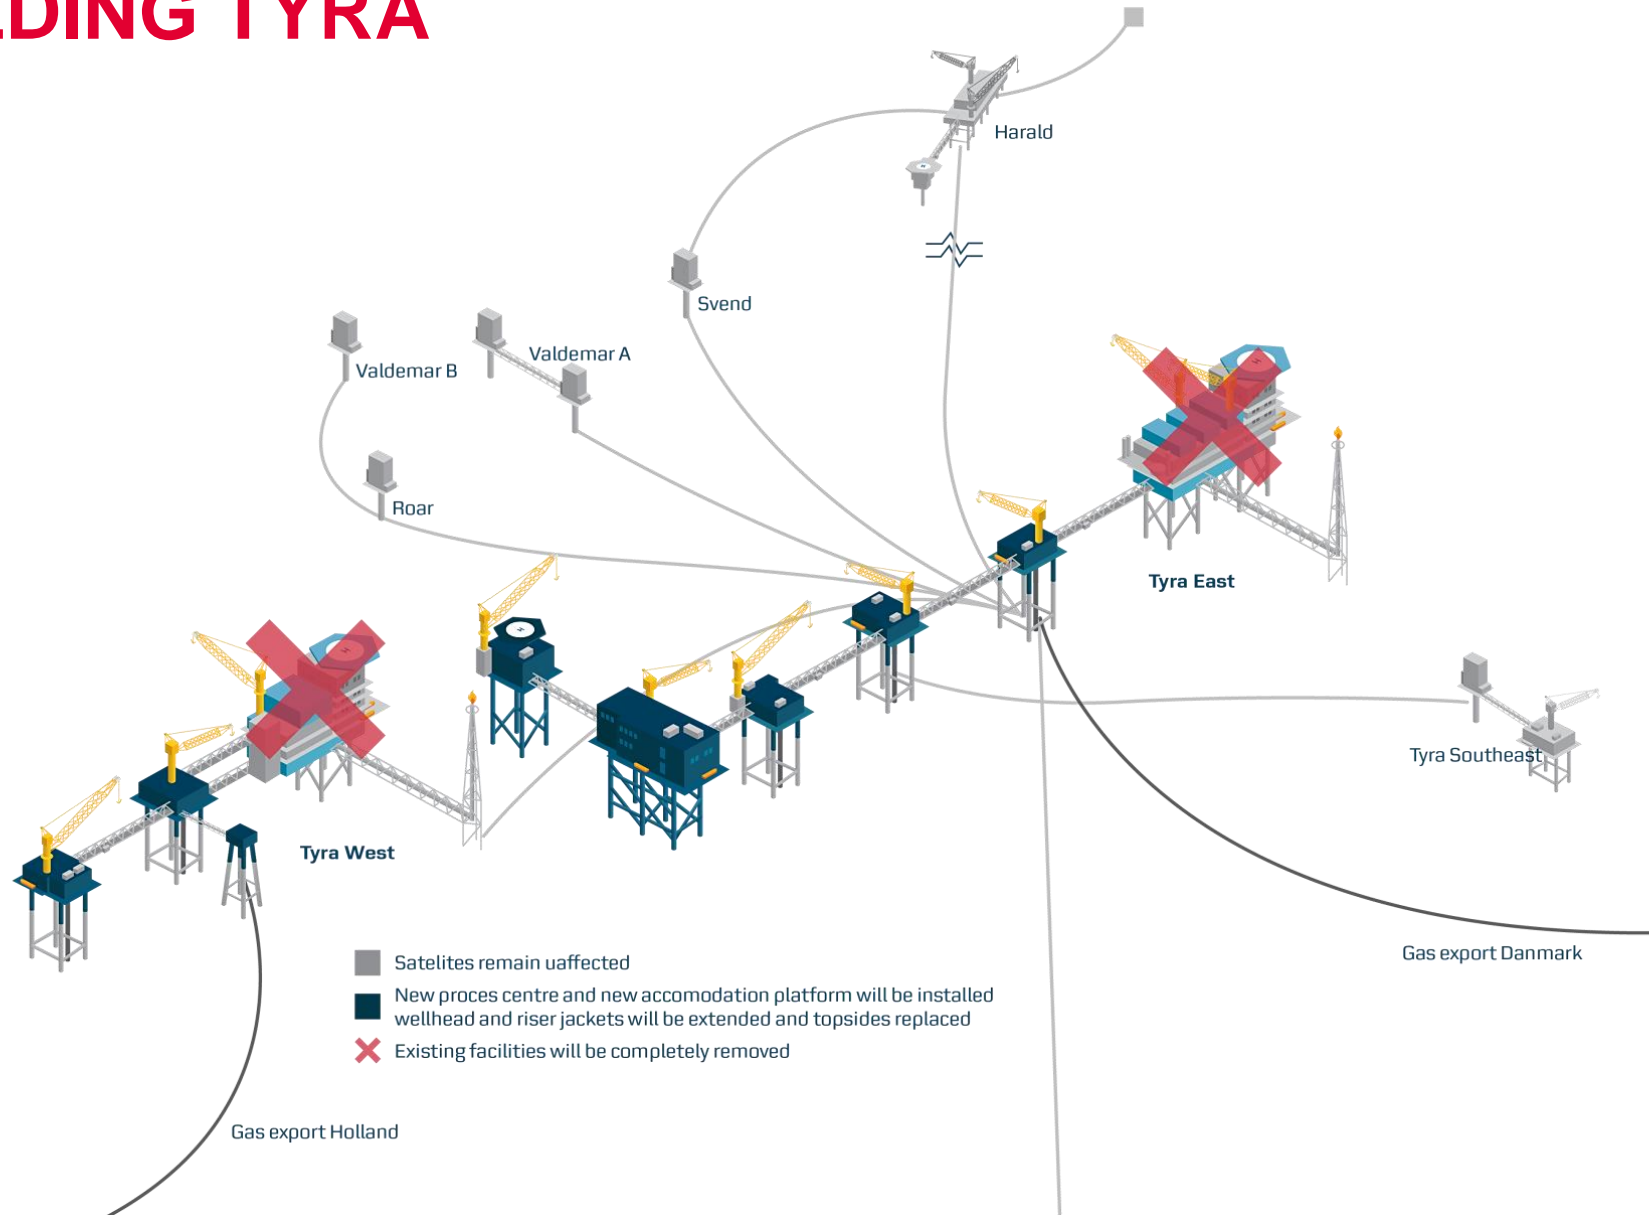 LDING TYRA
Harald
Svend
Valdemar A
Valdemar B
Roar
Tyra East
Tyra Southeast
Tyra West
Gas export Danmark
Satelites remain uaffected
New proces centre and new accomodation platform will be installed
wellhead and riser jackets will be extended and topsides replaced
Existing facilities will be completely removed
Gas export Holland